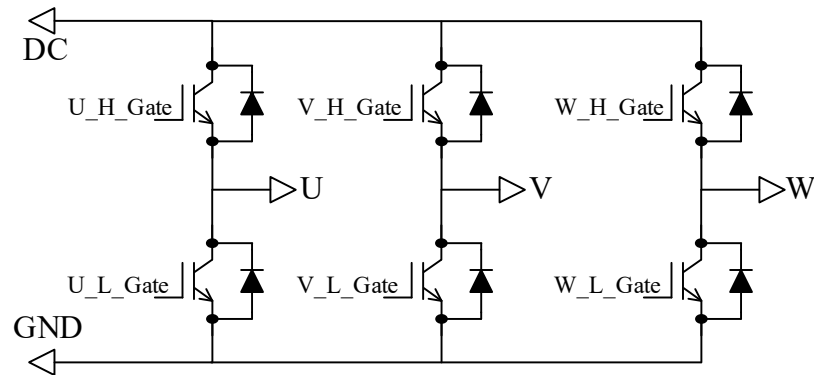 DC
U_H_Gate
V_H_Gate
W_H_Gate
U
V
W
U_L_Gate
V_L_Gate
W_L_Gate
GND